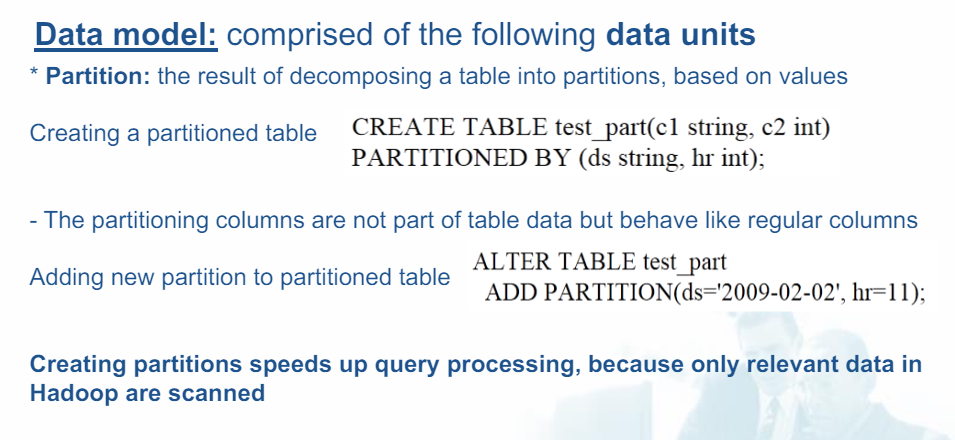 Data model: comprised of the following data units
* Partition: the result of decomposing a table into partitions, based on values
Creating a partitioned table
CREATE TABLE test_part(c1 string, c2 int)
PARTITIONED BY (ds string, hr int);
- The partitioning columns are not part of table data but behave like regular columns
Adding new partition to partitioned table
ALTER TABLE test_part
ADD PARTITION(ds='2009-02-02', hr=11);
Creating partitions speeds up query processing, because only relevant data in
Hadoop are scanned